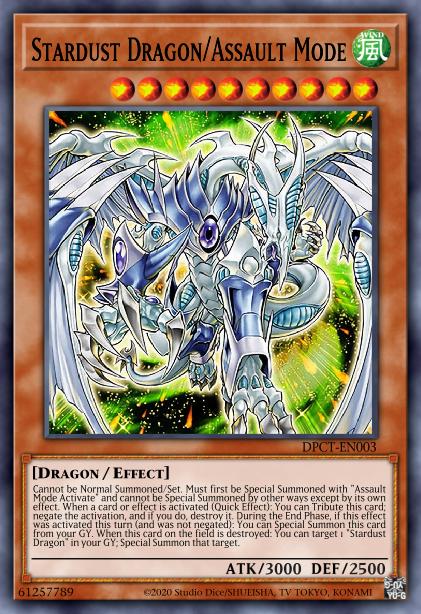 Stardust Dragon/Assault Mode
WIND
風
DPCT-EN003
[Dragon / Effect]
Cannot be Normal Summoned/Set. Must first be Special Summoned with "Assault
Mode Activate" and cannot be Special Summoned by other ways except by its own
effect. When a card or effect is activated (Quick Effect): You can Tribute this card;
negate the activation, and if you do, destroy it. During the End Phase, if this effect
was activated this turn (and was not negated): You can Special Summon this card
from your GY. When this card on the field is destroyed: You can target 1 "Stardust
Dragon" in your GY; Special Summon that target.
ATK/3000 DEF/2500
61257789
©2020 Studio Dice/SHUEISHA, TV TOKYO, KONAMI